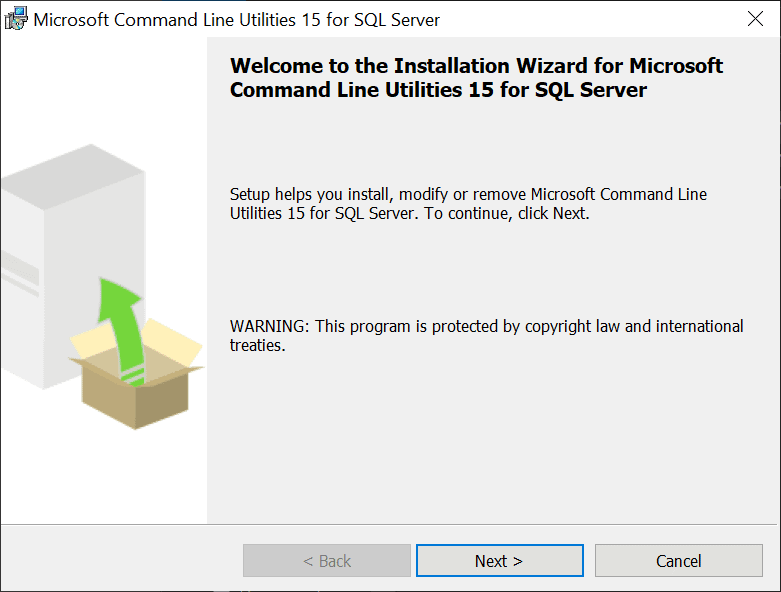 Microsoft Command Line Utilities 15 for SQL Server
Welcome to the Installation Wizard for Microsoft
Command Line Utilities 15 for SQL Server
Setup helps you install, modify or remove Microsoft Command Line
Utilities 15 for SQL Server. To continue, click Next.
WARNING: This program is protected by copyright law and international
treaties.
< Back
Next >
Cancel